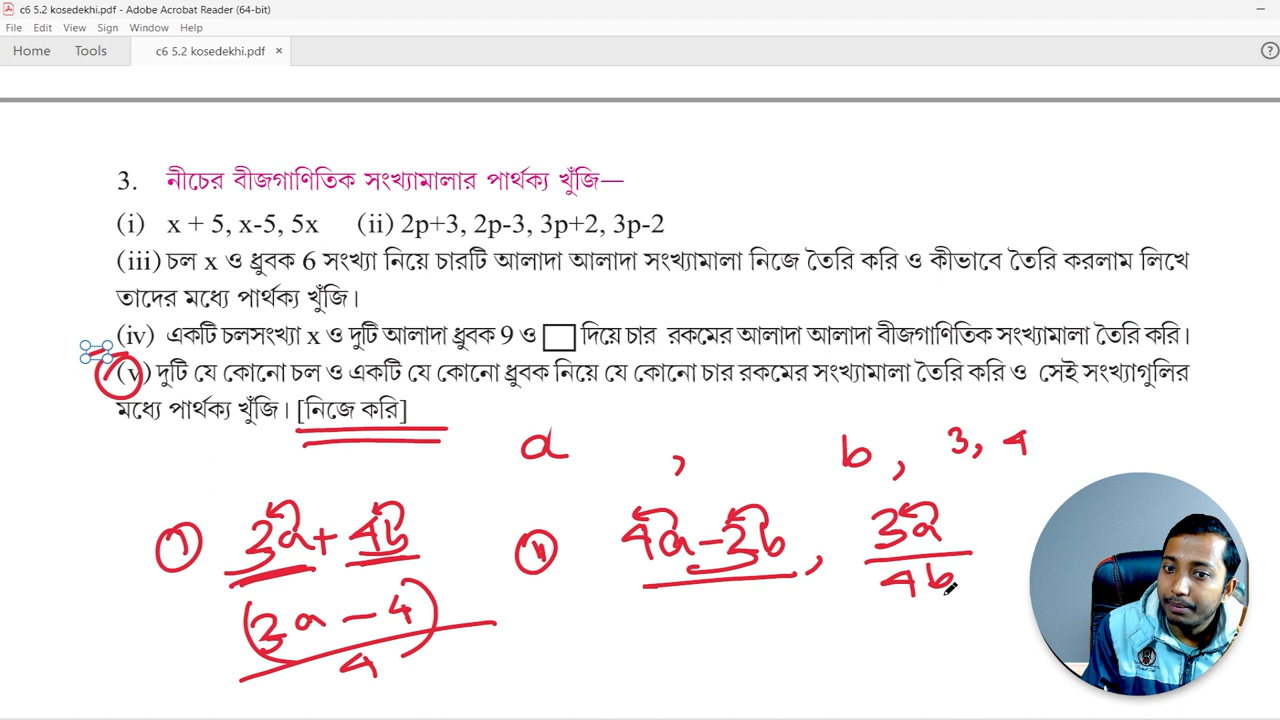 c6 5.2 kosedekhi.pdf - Adobe Acrobat Reader (64-bit)
File Edit View Sign Window Help
Home Tools c6 5.2 kosedekhi.pdf ×
3. নীচের বীজগাণিতিক সংখ্যামালার পার্থক্য খুঁজি—
(i) x + 5, x-5, 5x (ii) 2p+3, 2p-3, 3p+2, 3p-2
(iii) চল x ও ধ্রুবক 6 সংখ্যা নিয়ে চারটি আলাদা আলাদা সংখ্যামালা নিজে তৈরি করি ও কীভাবে তৈরি করলাম লিখে
তাদের মধ্যে পার্থক্য খুঁজি।
(iv) একটি চলসংখ্যা x ও দুটি আলাদা ধ্রুবক 9 ও □ দিয়ে চার রকমের আলাদা আলাদা বীজগাণিতিক সংখ্যামালা তৈরি করি।
(v) দুটি যে কোনো চল ও একটি যে কোনো ধ্রুবক নিয়ে যে কোনো চার রকমের সংখ্যামালা তৈরি করি ও সেই সংখ্যাগুলির
মধ্যে পার্থক্য খুঁজি। [নিজে করি]
a , b , 3, 4
3a + 4b 4a - 3b , 3a
4b
(3a - 4)
4